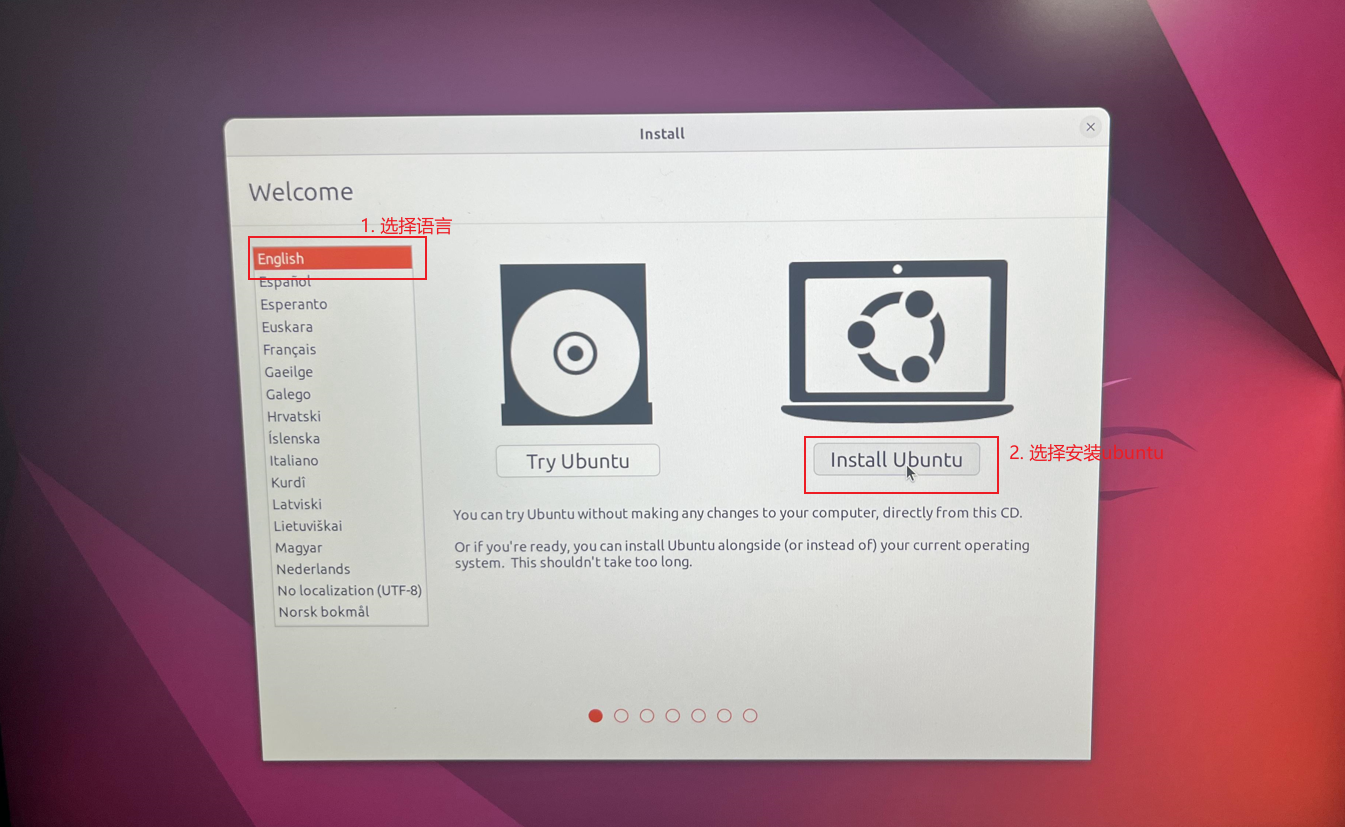 Install
Welcome
1. 选择语言
English
Español
Esperanto
Euskara
Français
Gaeilge
Galego
Hrvatski
Íslenska
Italiano
Kurdî
Latviski
Lietuviškai
Magyar
Nederlands
No localization (UTF-8)
Norsk bokmål
Try Ubuntu
Install Ubuntu
2. 选择安装ubuntu
You can try Ubuntu without making any changes to your computer, directly from this CD.
Or if you're ready, you can install Ubuntu alongside (or instead of) your current operating
system. This shouldn't take too long.